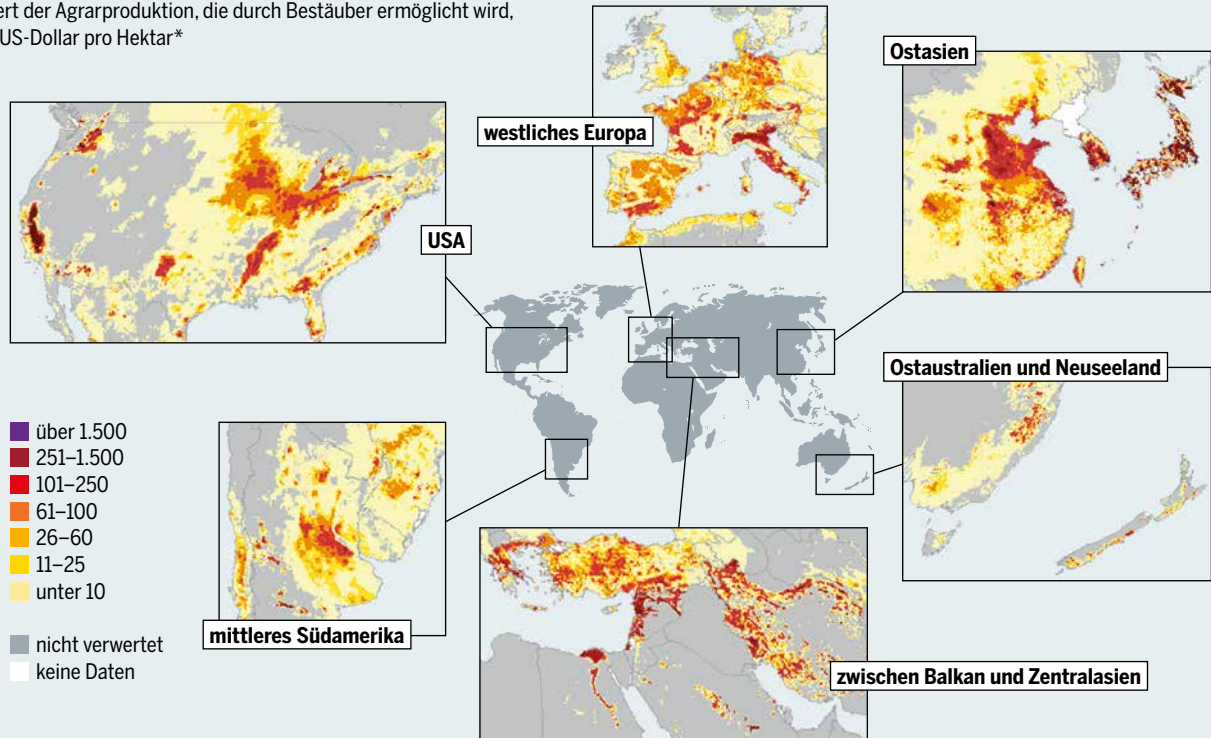 ert der Agrarproduktion, die durch Bestäuber ermöglicht wird,
US-Dollar pro Hektar*
westliches Europa
Ostasien
USA
Ostaustralien und Neuseeland
über 1.500
251–1.500
101–250
61–100
26–60
11–25
unter 10
nicht verwertet
keine Daten
mittleres Südamerika
zwischen Balkan und Zentralasien